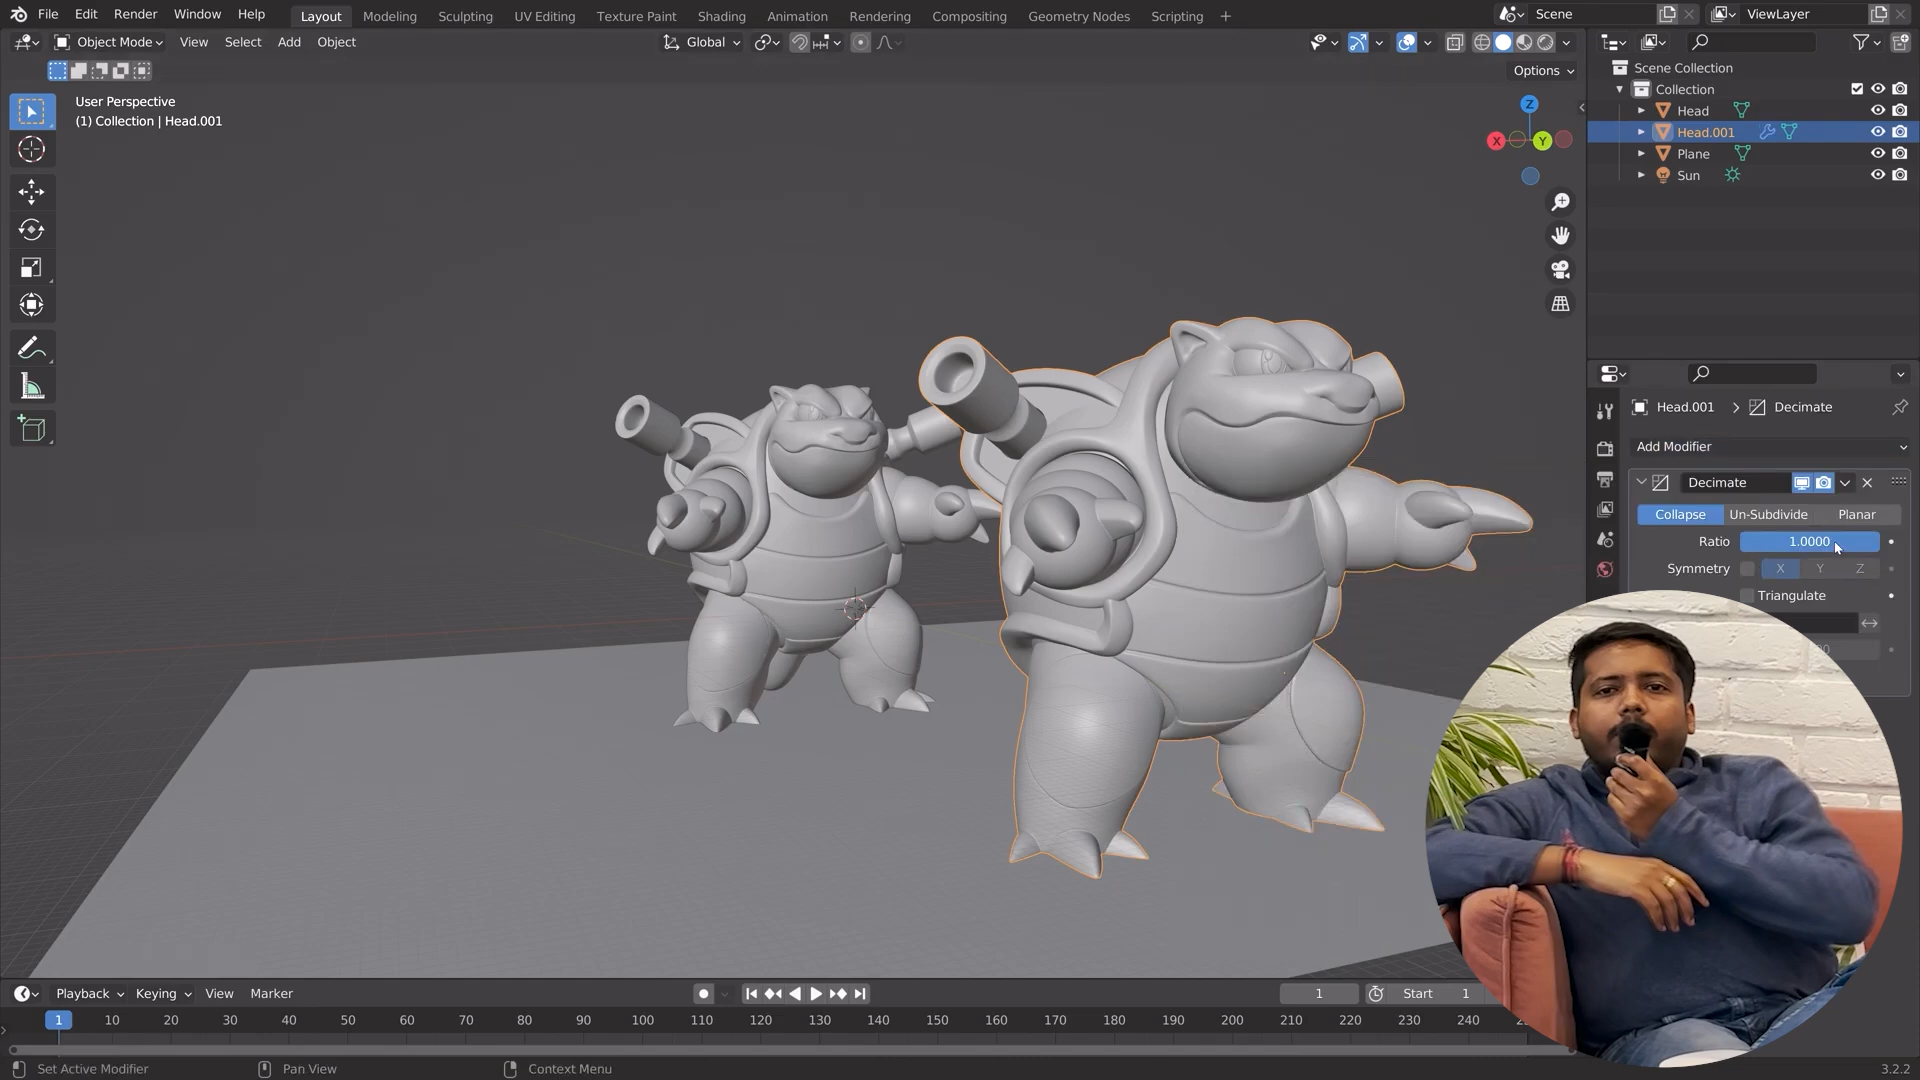 File Edit Render Window Help Layout Modeling Sculpting UV Editing Texture Paint Shading Animation Rendering Compositing Geometry Nodes Scripting + Scene ViewLayer
Object Mode View Select Add Object Global
Options
User Perspective
(1) Collection | Head.001
Z
X Y
Scene Collection
Collection
Head
Head.001
Plane
Sun
Head.001 > Decimate
Add Modifier
Decimate
Collapse Un-Subdivide Planar
Ratio 1.0000
Symmetry X Y Z
Triangulate
Playback Keying View Marker 1 Start 1
1 10 20 30 40 50 60 70 80 90 100 110 120 130 140 150 160 170 180 190 200 210 220 230 240
Set Active Modifier Pan View Context Menu 3.2.2